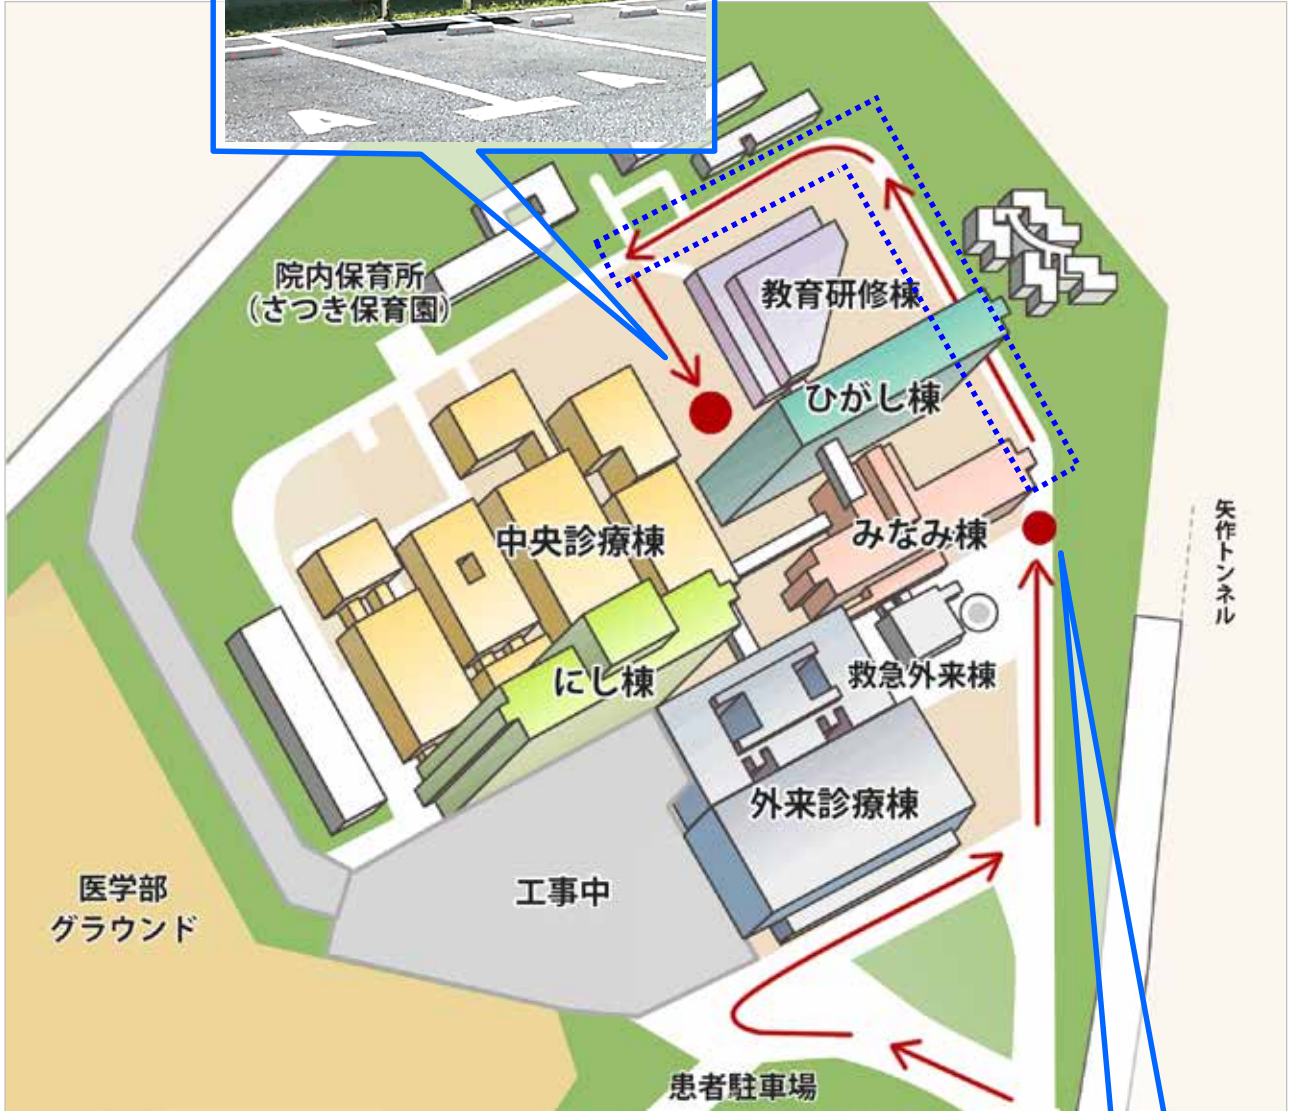 A
A
院内保育所
(さつき保育園)
教育研修棟
ひがし棟
中央診療棟
みなみ棟
矢作トンネル
にし棟
救急外来棟
外来診療棟
医学部
グラウンド
工事中
患者駐車場